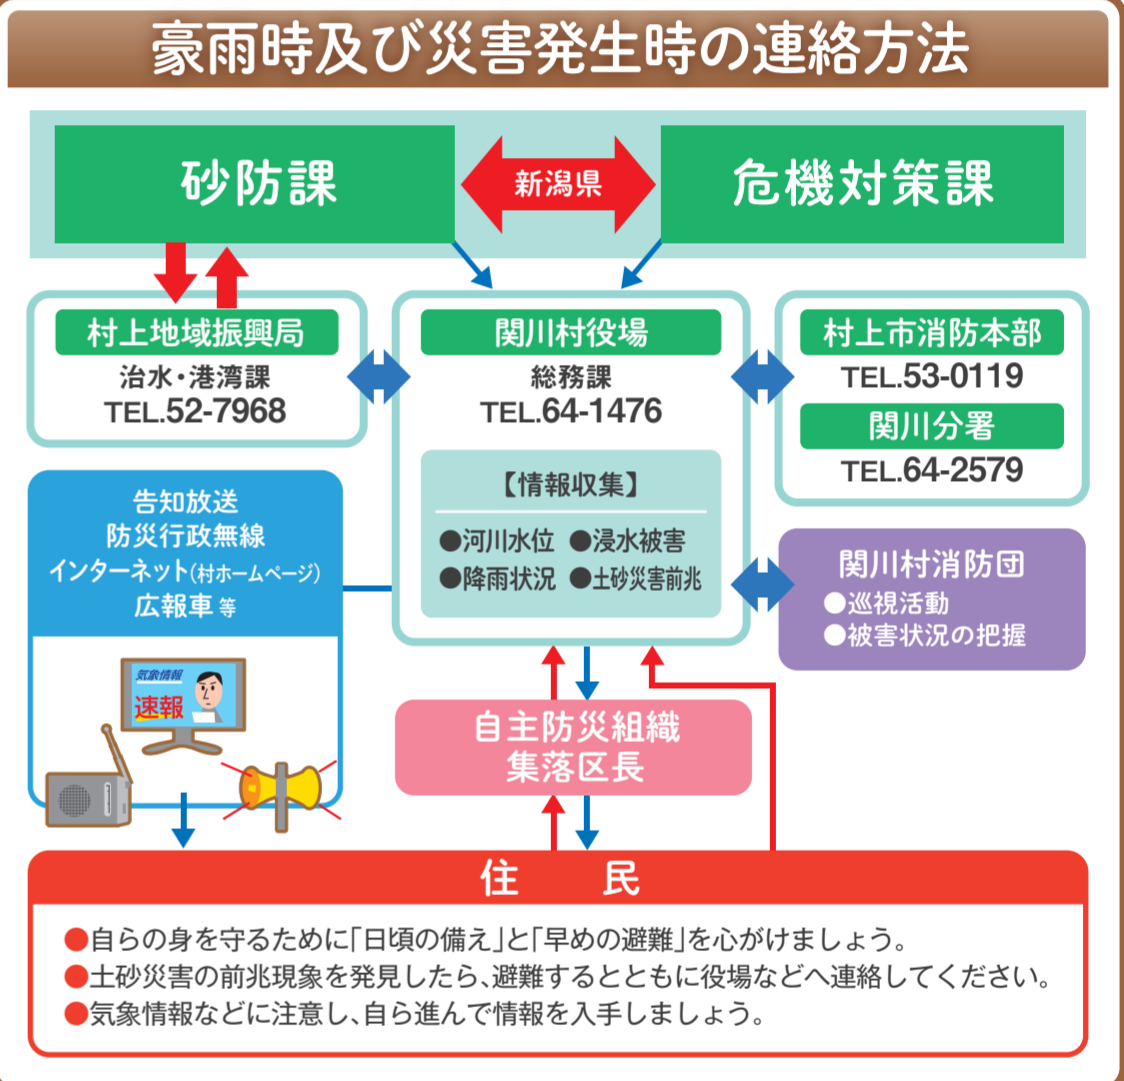 豪雨時及び災害発生時の連絡方法
砂防課
新潟県
危機対策課
村上地域振興局
治水・港湾課
TEL.52-7968
関川村役場
総務課
TEL.64-1476
【情報収集】
●河川水位 ●浸水被害
●降雨状況 ●土砂災害前兆
村上市消防本部
TEL.53-0119
関川分署
TEL.64-2579
告知放送
防災行政無線
インターネット(村ホームページ)
広報車 等
気象情報
速報
関川村消防団
●巡視活動
●被害状況の把握
自主防災組織
集落区長
住 民
●自らの身を守るために「日頃の備え」と「早めの避難」を心がけましょう。
●土砂災害の前兆現象を発見したら、避難するとともに役場などへ連絡してください。
●気象情報などに注意し、自ら進んで情報を入手しましょう。